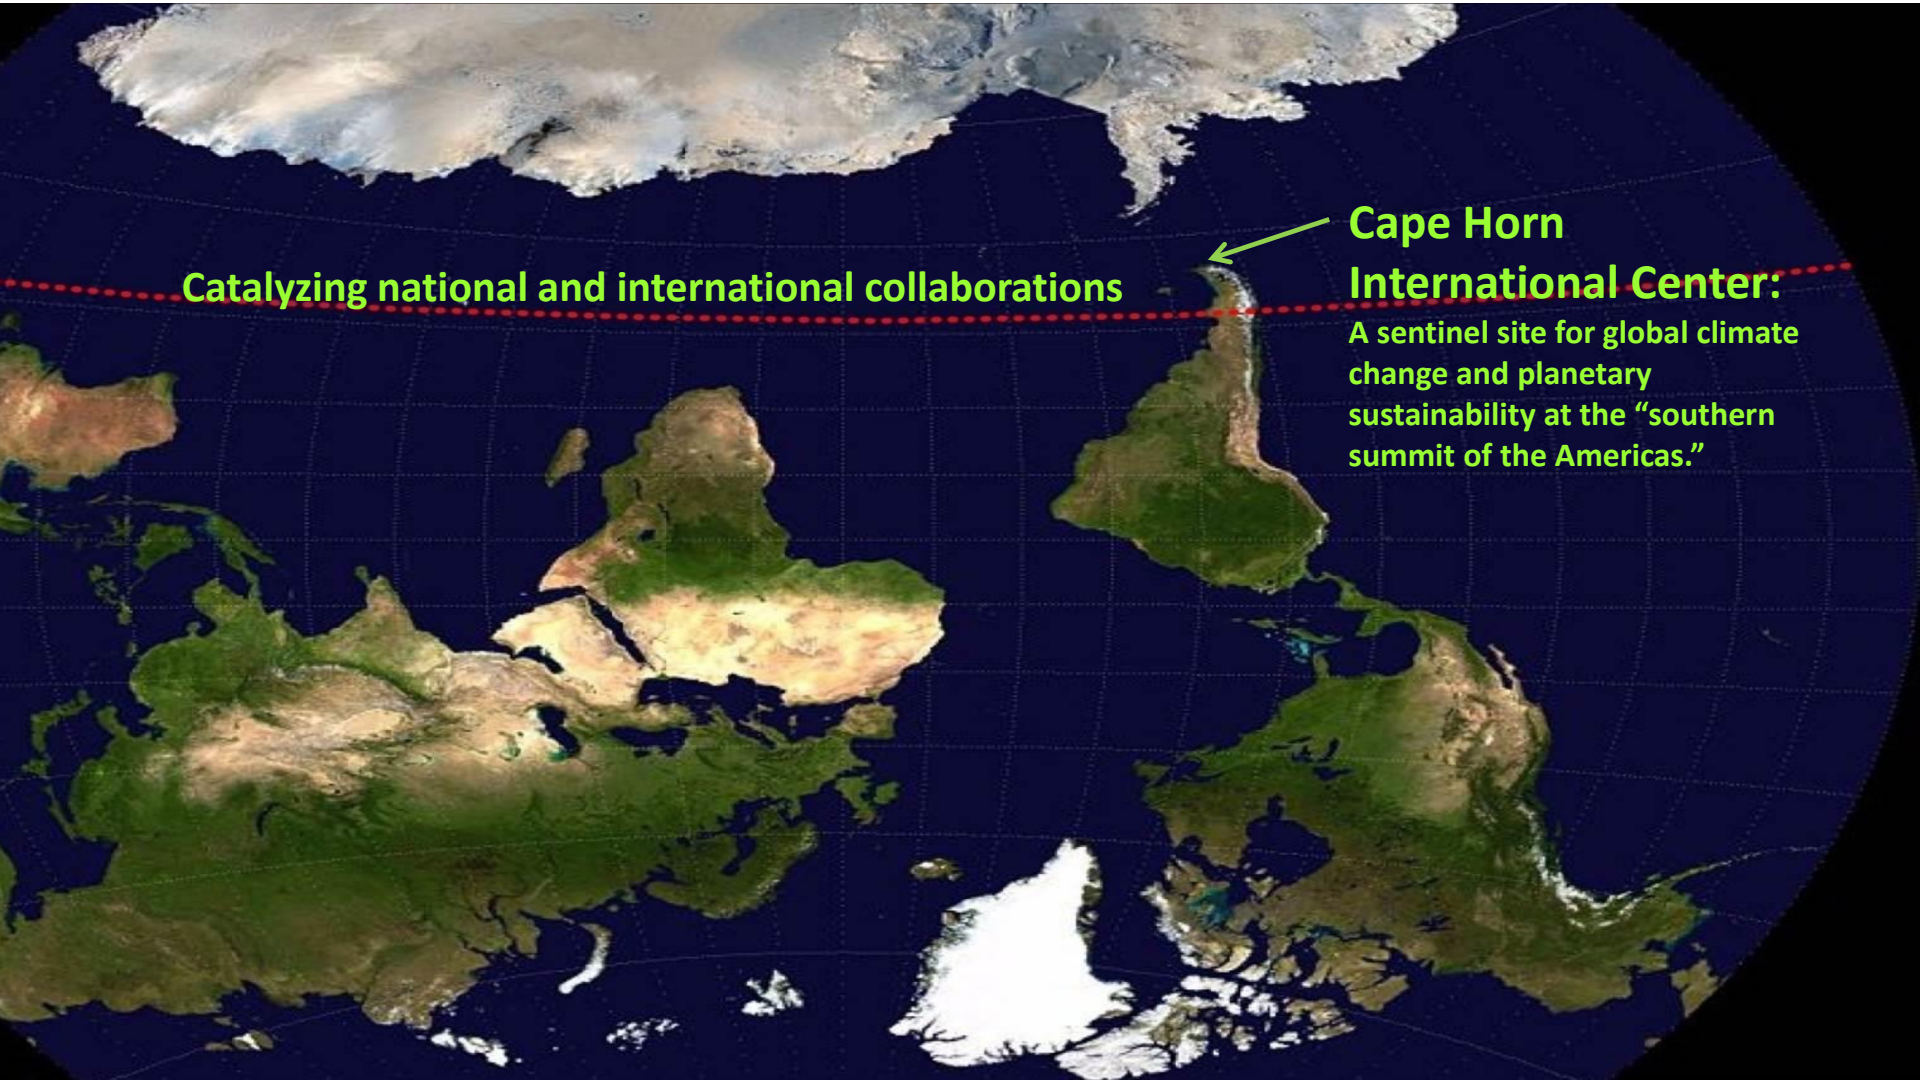 Catalyzing national and international collaborations
Cape Horn
International Center:
A sentinel site for global climate
change and planetary
sustainability at the “southern
summit of the Americas.”